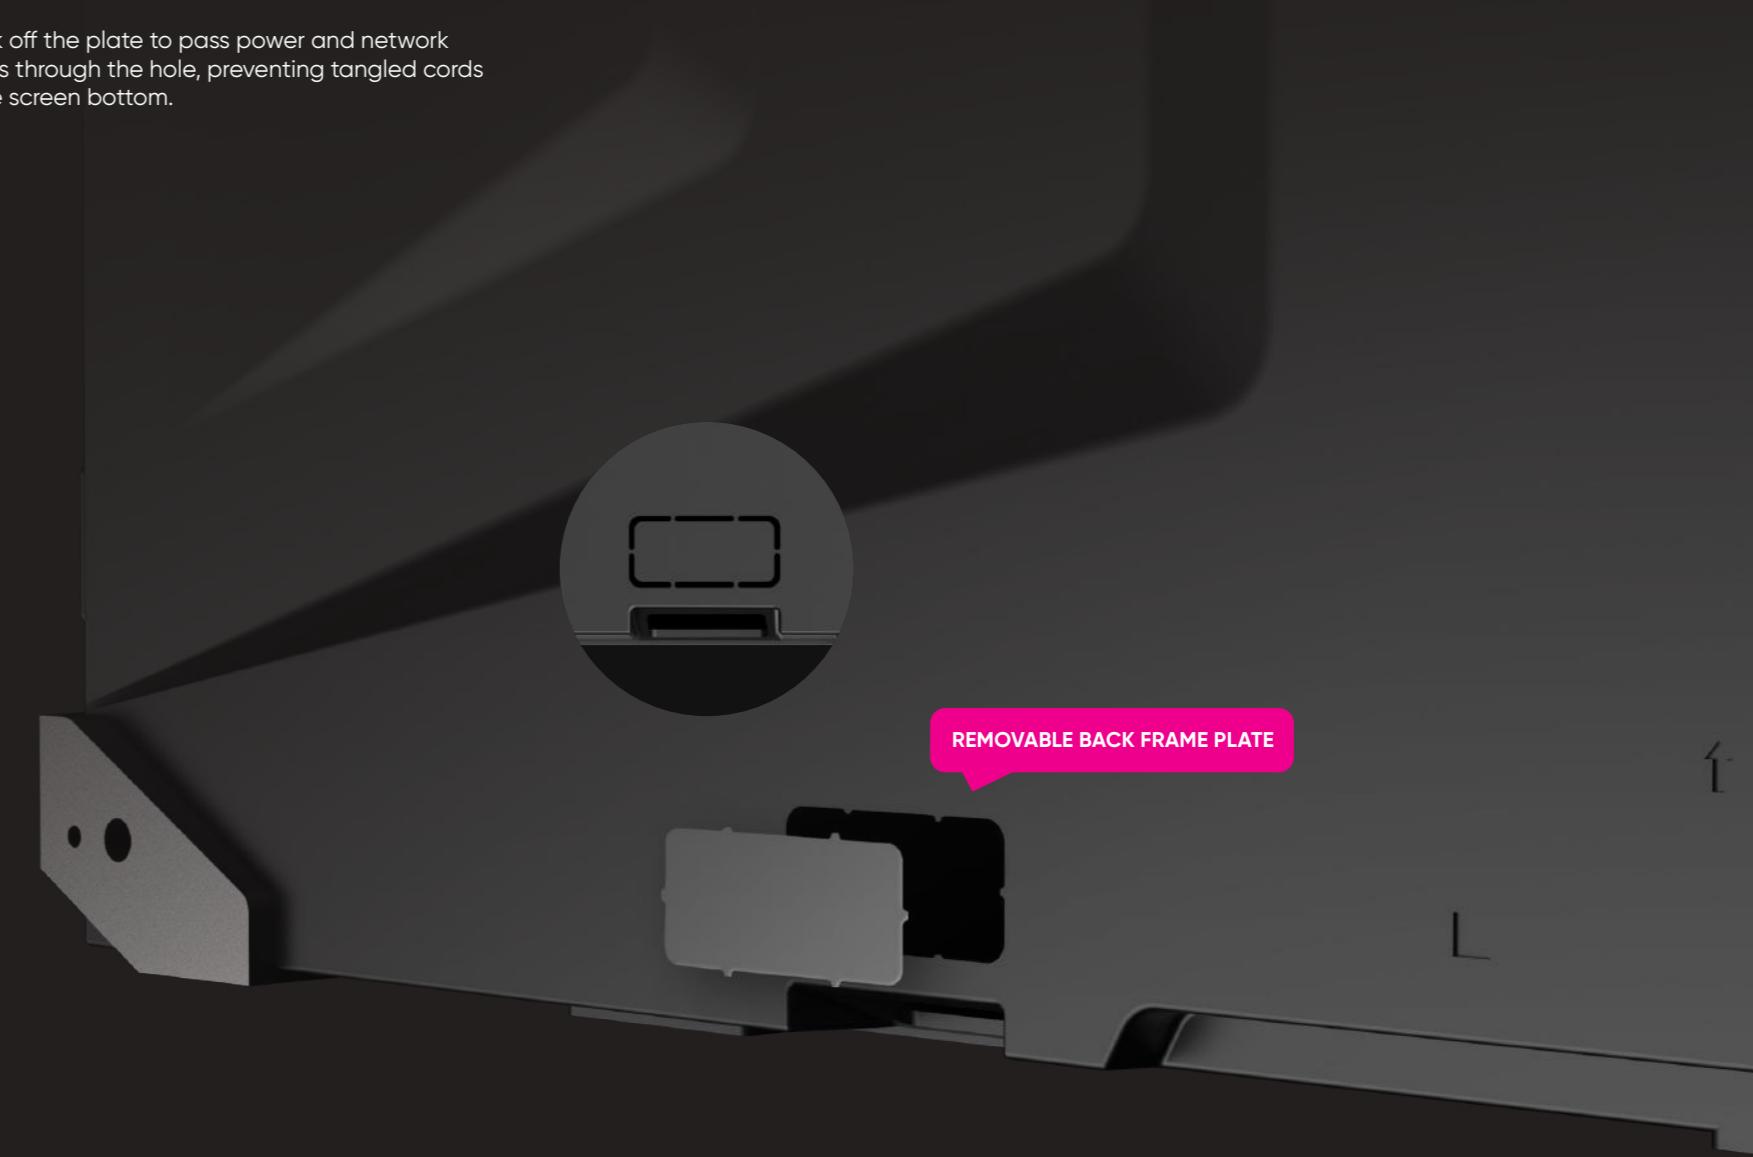 off the plate to pass power and network
through the hole, preventing tangled cords
screen bottom.
REMOVABLE BACK FRAME PLATE